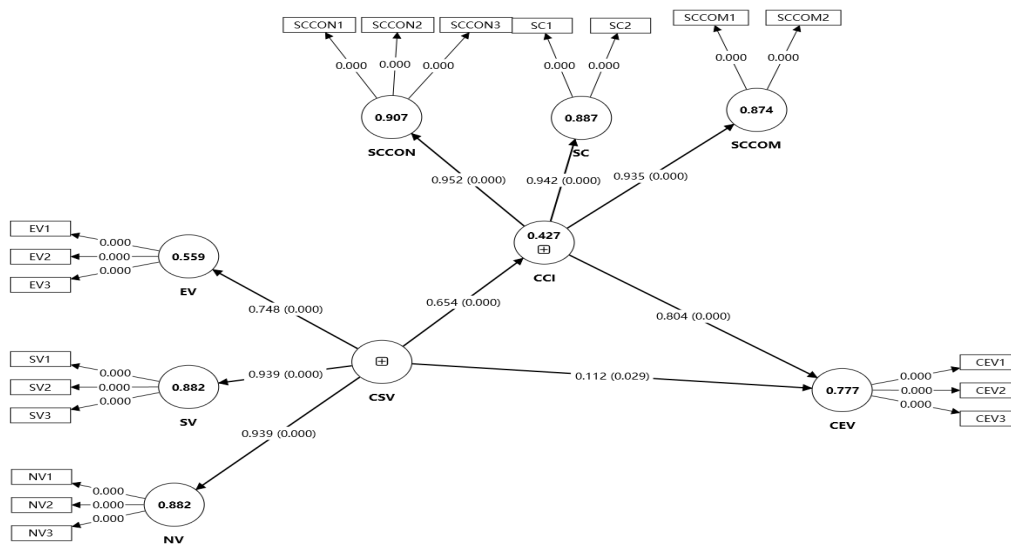 SCCON1 SCCON2 SCCON3 SC1 SC2 SCCOM1 SCCOM2
0.000 0.000 0.000 0.000 0.000 0.000 0.000
0.907 0.887 0.874
SCCON SC SCCOM
0.952 (0.000) 0.942 (0.000) 0.935 (0.000)
EV1
EV2
EV3
0.000
0.000
0.000
0.559
EV
0.427
CCI
0.748 (0.000)
0.654 (0.000)
0.804 (0.000)
SV1
SV2
SV3
0.000
0.000
0.000
0.882
SV
0.939 (0.000)
CSV
0.112 (0.029)
0.777
CEV
0.000
0.000
0.000
CEV1
CEV2
CEV3
0.939 (0.000)
NV1
NV2
NV3
0.000
0.000
0.000
0.882
NV